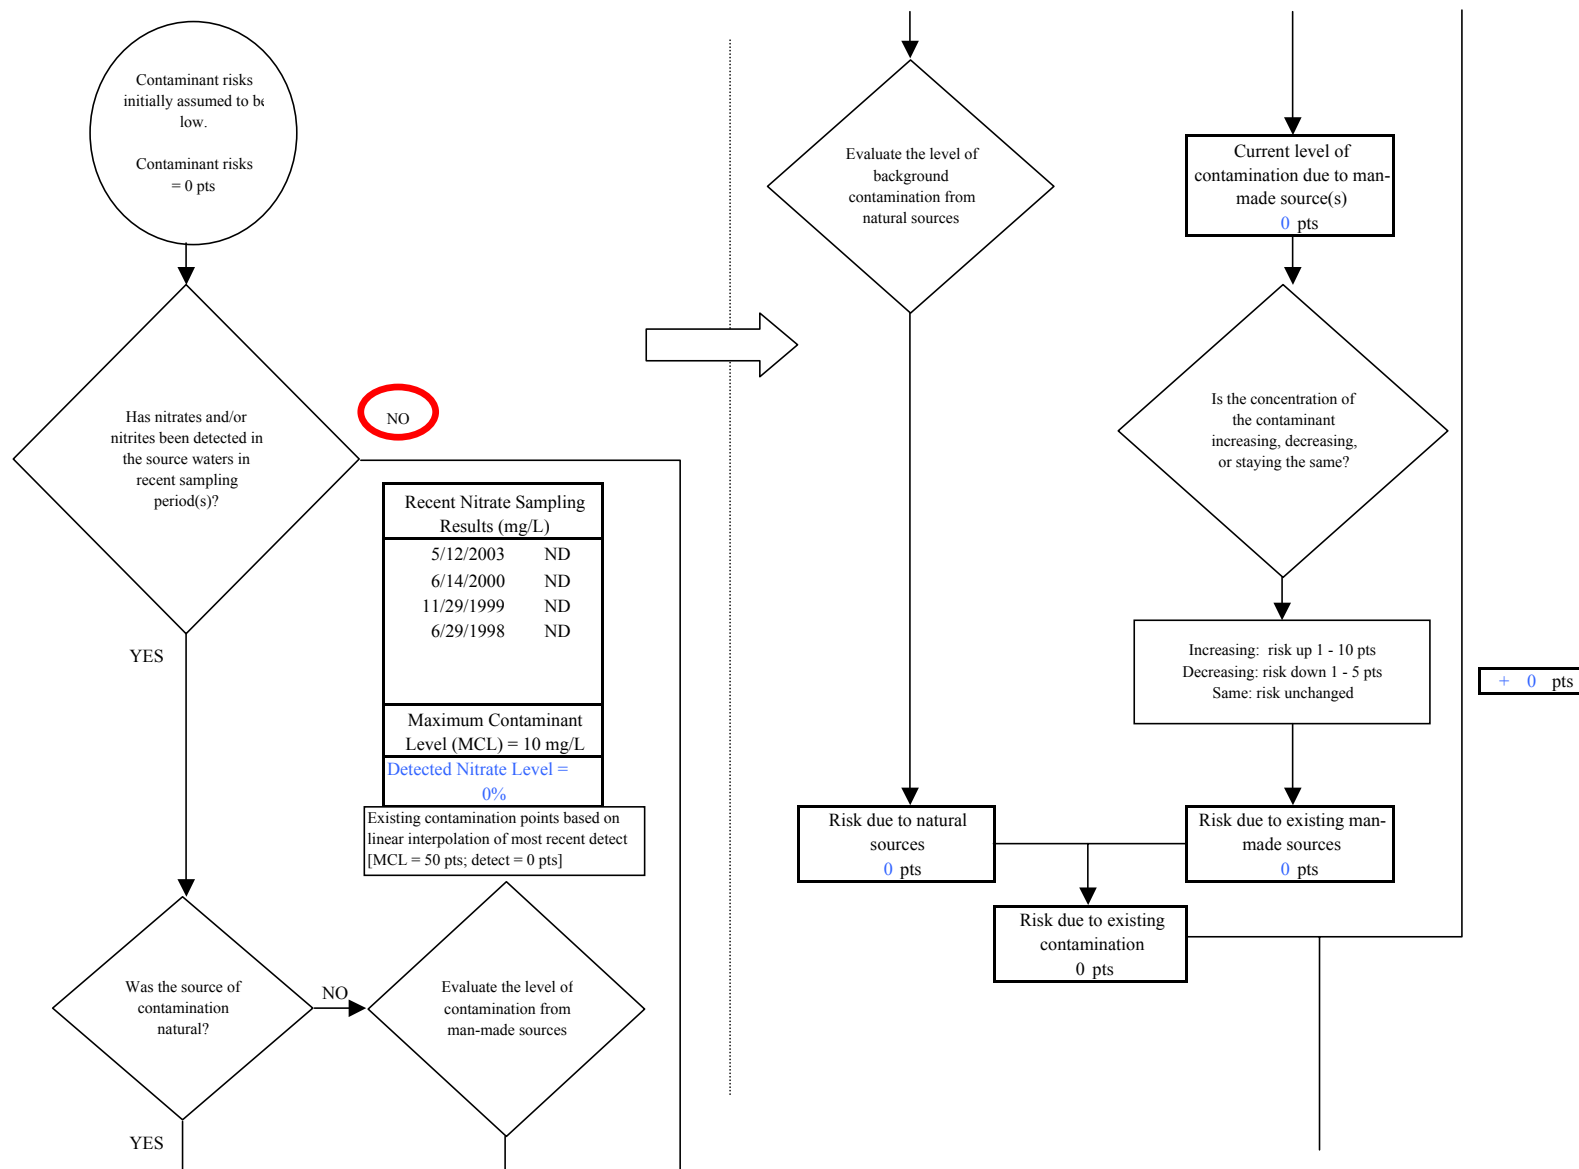 Contaminant risks
initially assumed to be
low.
Contaminant risks
= 0 pts
Has nitrates and/or
nitrites been detected in
the source waters in
recent sampling
period(s)?
NO
YES
Recent Nitrate Sampling
Results (mg/L)
5/12/2003 ND
6/14/2000 ND
11/29/1999 ND
6/29/1998 ND
Maximum Contaminant
Level (MCL) = 10 mg/L
Detected Nitrate Level =
0%
Existing contamination points based on
linear interpolation of most recent detect
[MCL = 50 pts; detect = 0 pts]
Was the source of
contamination
natural?
NO
YES
Evaluate the level of
contamination from
man-made sources
Evaluate the level of
background
contamination from
natural sources
Current level of
contamination due to man-
made source(s)
0 pts
Is the concentration of
the contaminant
increasing, decreasing,
or staying the same?
Increasing: risk up 1 - 10 pts
Decreasing: risk down 1 - 5 pts
Same: risk unchanged
+ 0 pts
Risk due to natural
sources
0 pts
Risk due to existing man-
made sources
0 pts
Risk due to existing
contamination
0 pts